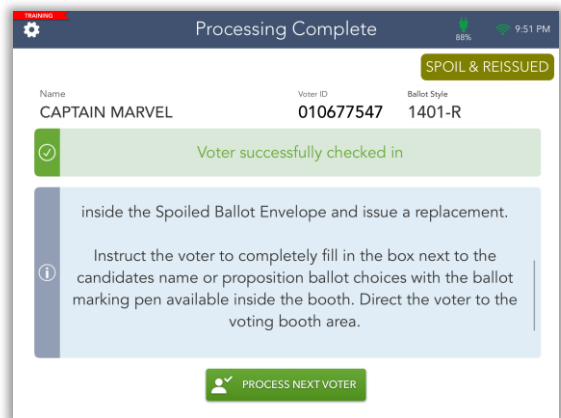 TRAINING
Processing Complete
88%
9:51 PM
SPOIL & REISSUED
Name
Voter ID
Ballot Style
CAPTAIN MARVEL
010677547
1401-R
Voter successfully checked in
inside the Spoiled Ballot Envelope and issue a replacement.
Instruct the voter to completely fill in the box next to the
candidates name or proposition ballot choices with the ballot
marking pen available inside the booth. Direct the voter to the
voting booth area.
PROCESS NEXT VOTER